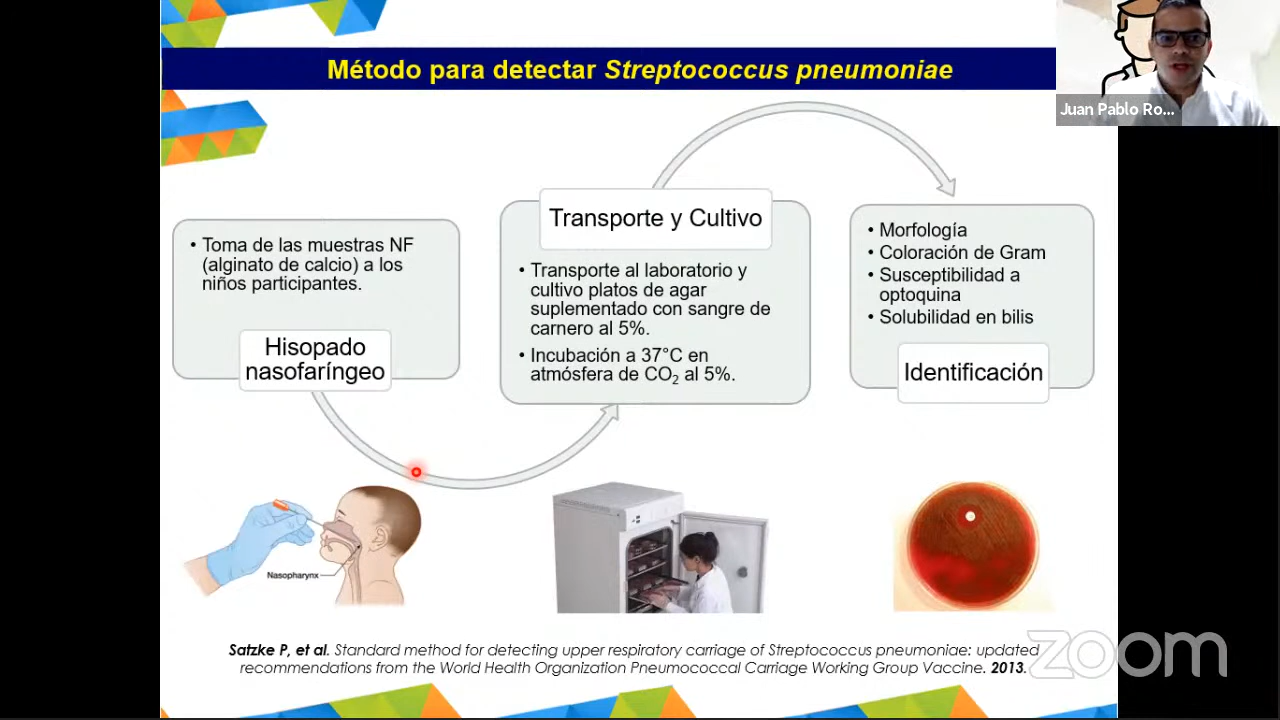 Método para detectar Streptococcus pneumoniae
Juan Pablo Ro...
• Toma de las muestras NF
(alginato de calcio) a los
niños participantes.
Hisopado
nasofaríngeo
Transporte y Cultivo
• Transporte al laboratorio y
cultivo platos de agar
suplementado con sangre de
carnero al 5%.
• Incubación a 37°C en
atmósfera de CO₂ al 5%.
• Morfología
• Coloración de Gram
• Susceptibilidad a
optoquina
• Solubilidad en bilis
Identificación
Nasopharynx
Satzke P, et al. Standard method for detecting upper respiratory carriage of Streptococcus pneumoniae: updated
recommendations from the World Health Organization Pneumococcal Carriage Working Group Vaccine. 2013.
zoom